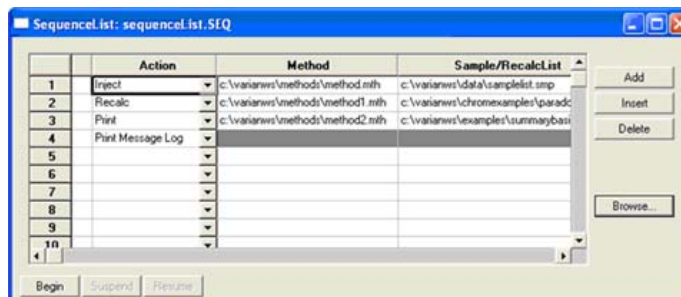 SequenceList: sequenceList.SEQ
Action Method Sample/RecalcList
1 Inject c:\varianws\methods\method.mth c:\varianws\data\samplelist.smp
2 Recalc c:\varianws\methods\method1.mth c:\varianws\chromexamples\paradc
3 Print c:\varianws\methods\method2.mth c:\varianws\examples\summarybasi
4 Print Message Log
5
6
7
8
9
10
Add
Insert
Delete
Browse...
Begin Suspend Resume